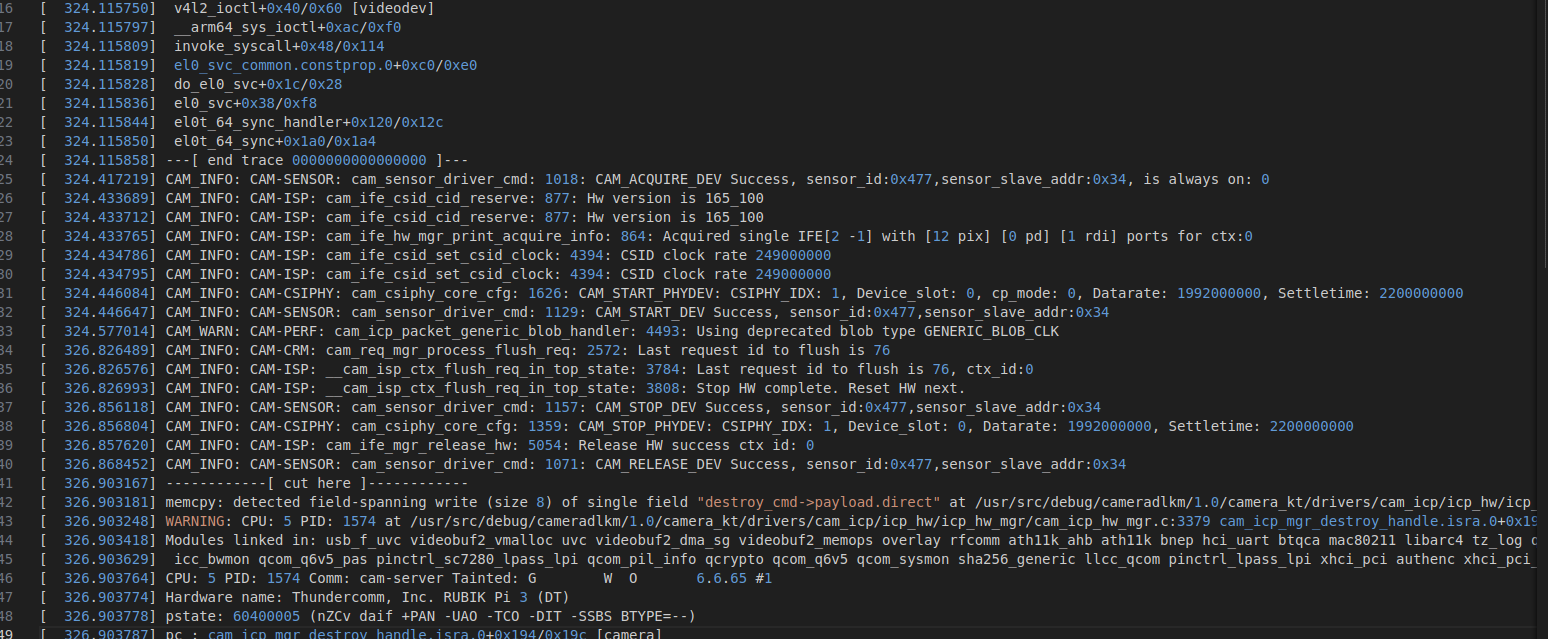 16 [  324.115750]  v4l2_ioctl+0x40/0x60 [videodev]
17 [  324.115797]  __arm64_sys_ioctl+0xac/0xf0
18 [  324.115809]  invoke_syscall+0x48/0x114
19 [  324.115819]  el0_svc_common.constprop.0+0xc0/0xe0
20 [  324.115828]  do_el0_svc+0x1c/0x28
21 [  324.115836]  el0_svc+0x38/0xf8
22 [  324.115844]  el0t_64_sync_handler+0x120/0x12c
23 [  324.115850]  el0t_64_sync+0x1a0/0x1a4
24 [  324.115858] ---[ end trace 0000000000000000 ]---
25 [  324.417219] CAM_INFO: CAM-SENSOR: cam_sensor_driver_cmd: 1018: CAM_ACQUIRE_DEV Success, sensor_id:0x477,sensor_slave_addr:0x34, is always on: 0
26 [  324.433689] CAM_INFO: CAM-ISP: cam_ife_csid_cid_reserve: 877: Hw version is 165_100
27 [  324.433712] CAM_INFO: CAM-ISP: cam_ife_csid_cid_reserve: 877: Hw version is 165_100
28 [  324.433765] CAM_INFO: CAM-ISP: cam_ife_hw_mgr_print_acquire_info: 864: Acquired single IFE[2 -1] with [12 pix] [0 pd] [1 rdi] ports for ctx:0
29 [  324.434786] CAM_INFO: CAM-ISP: cam_ife_csid_set_csid_clock: 4394: CSID clock rate 249000000
30 [  324.434795] CAM_INFO: CAM-ISP: cam_ife_csid_set_csid_clock: 4394: CSID clock rate 249000000
31 [  324.446084] CAM_INFO: CAM-CSIPHY: cam_csiphy_core_cfg: 1626: CAM_START_PHYDEV: CSIPHY_IDX: 1, Device_slot: 0, cp_mode: 0, Datarate: 1992000000, Settletime: 2200000000
32 [  324.446647] CAM_INFO: CAM-SENSOR: cam_sensor_driver_cmd: 1129: CAM_START_DEV Success, sensor_id:0x477,sensor_slave_addr:0x34
33 [  324.577014] CAM_WARN: CAM-PERF: cam_icp_packet_generic_blob_handler: 4493: Using deprecated blob type GENERIC_BLOB_CLK
34 [  326.826489] CAM_INFO: CAM-CRM: cam_req_mgr_process_flush_req: 2572: Last request id to flush is 76
35 [  326.826576] CAM_INFO: CAM-ISP: __cam_isp_ctx_flush_req_in_top_state: 3784: Last request id to flush is 76, ctx_id:0
36 [  326.826993] CAM_INFO: CAM-ISP: __cam_isp_ctx_flush_req_in_top_state: 3808: Stop HW complete. Reset HW next.
37 [  326.856118] CAM_INFO: CAM-SENSOR: cam_sensor_driver_cmd: 1157: CAM_STOP_DEV Success, sensor_id:0x477,sensor_slave_addr:0x34
38 [  326.856804] CAM_INFO: CAM-CSIPHY: cam_csiphy_core_cfg: 1359: CAM_STOP_PHYDEV: CSIPHY_IDX: 1, Device_slot: 0, Datarate: 1992000000, Settletime: 2200000000
39 [  326.857620] CAM_INFO: CAM-ISP: cam_ife_mgr_release_hw: 5054: Release HW success ctx id: 0
40 [  326.868452] CAM_INFO: CAM-SENSOR: cam_sensor_driver_cmd: 1071: CAM_RELEASE_DEV Success, sensor_id:0x477,sensor_slave_addr:0x34
41 [  326.903167] ------------[ cut here ]------------
42 [  326.903181] memcpy: detected field-spanning write (size 8) of single field "destroy_cmd->payload.direct" at /usr/src/debug/cameradlkm/1.0/camera_kt/drivers/cam_icp/icp_hw/icp_
43 [  326.903248] WARNING: CPU: 5 PID: 1574 at /usr/src/debug/cameradlkm/1.0/camera_kt/drivers/cam_icp/icp_hw/icp_hw_mgr/cam_icp_hw_mgr.c:3379 cam_icp_mgr_destroy_handle.isra.0+0x19
44 [  326.903418] Modules linked in: usb_f_uvc videobuf2_vmalloc uvc videobuf2_dma_sg videobuf2_memops overlay rfcomm ath11k_ahb ath11k bnep hci_uart btqca mac80211 libarc4 tz_log
45 [  326.903629]  icc_bwmon qcom_q6v5_pas pinctrl_sc7280_lpass_lpi qcom_pil_info qcrypto qcom_q6v5 qcom_sysmon sha256_generic llcc_qcom pinctrl_lpass_lpi xhci_pci authenc xhci_pci_
46 [  326.903764] CPU: 5 PID: 1574 Comm: cam-server Tainted: G        W  O       6.6.65 #1
47 [  326.903774] Hardware name: Thundercomm, Inc. RUBIK Pi 3 (DT)
48 [  326.903778] pstate: 60400005 (nZCv daif +PAN -UAO -TCO -DIT -SSBS BTYPE=--)
49 [  326.903787] pc : cam_icp_mgr_destroy_handle.isra.0+0x194/0x19c [camera]